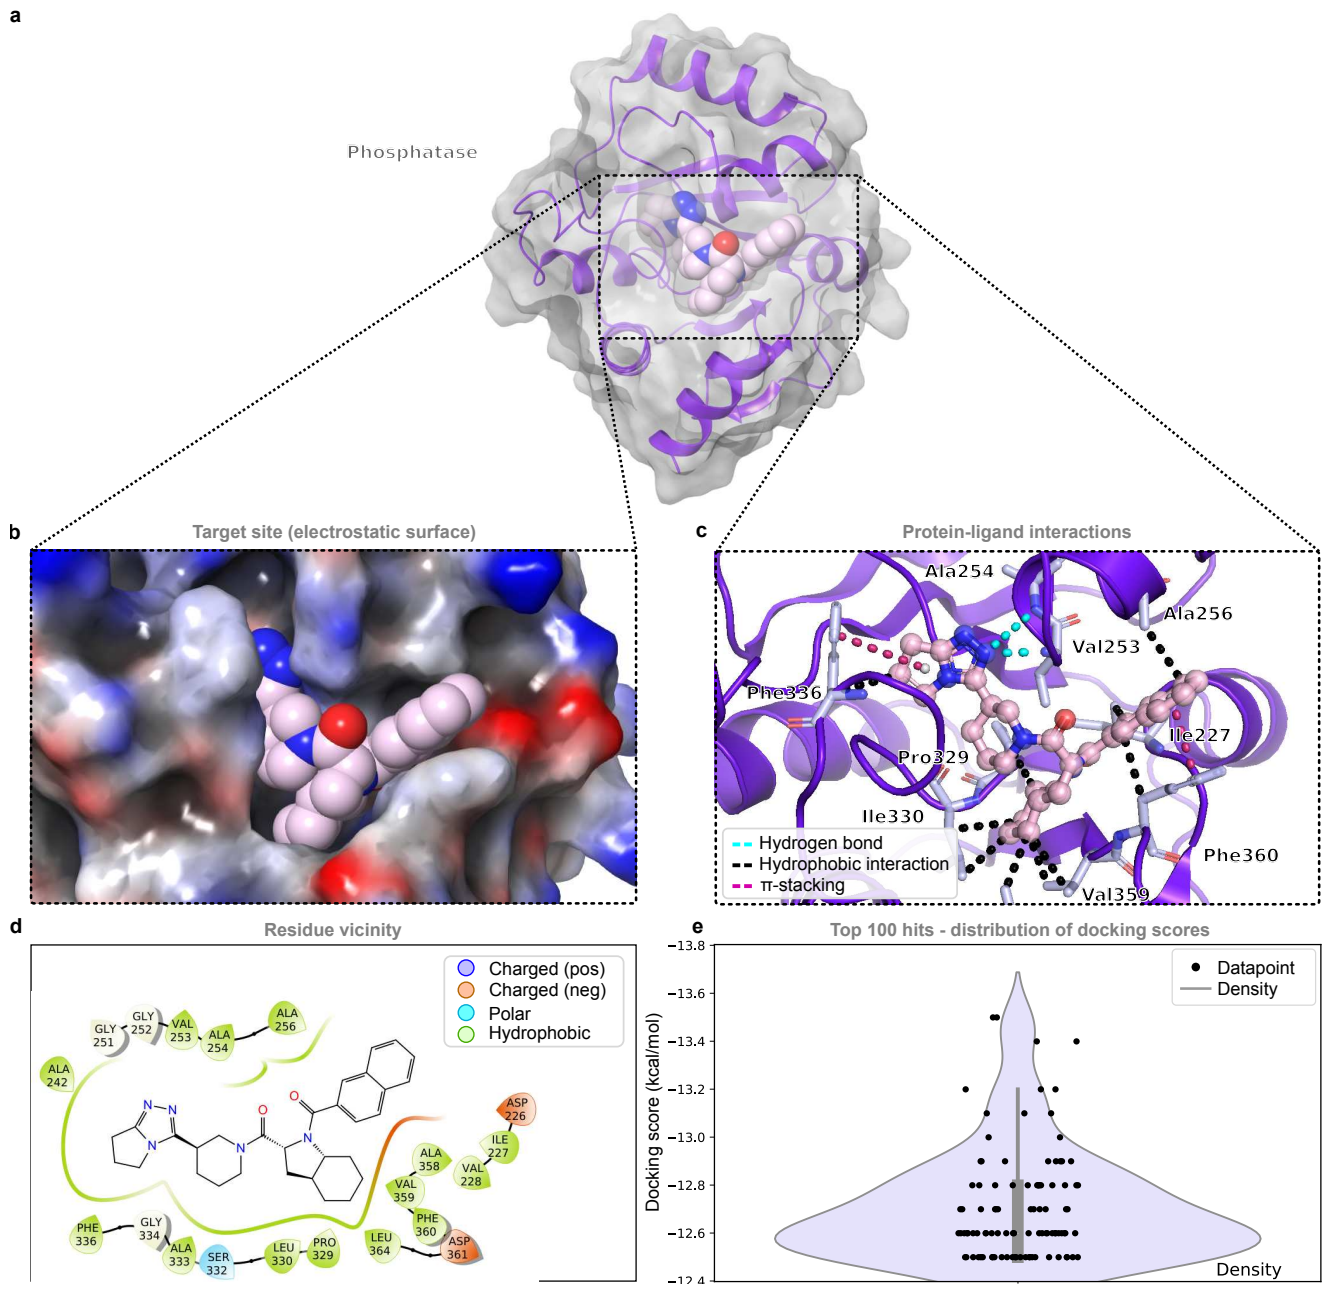 a
Phosphatase
b
Target site (electrostatic surface)
c
Protein-ligand interactions
Ala254
Ala256
Val253
Phe336
Ile227
Pro329
Ile330
Phe360
Val359
Hydrogen bond
Hydrophobic interaction
π-stacking
d
Residue vicinity
Charged (pos)
Charged (neg)
Polar
Hydrophobic
GLY
251
GLY
252
VAL
253
ALA
254
ALA
256
ALA
242
N
N
N
N
O
O
N
ASP
226
ILE
227
VAL
228
ALA
358
VAL
359
PHE
360
ASP
361
LEU
364
PHE
336
GLY
334
ALA
333
SER
332
LEU
330
PRO
329
e
Top 100 hits - distribution of docking scores
Datapoint
Density
Docking score (kcal/mol)
−13.8
−13.6
−13.4
−13.2
−13.0
−12.8
−12.6
−12.4
Density